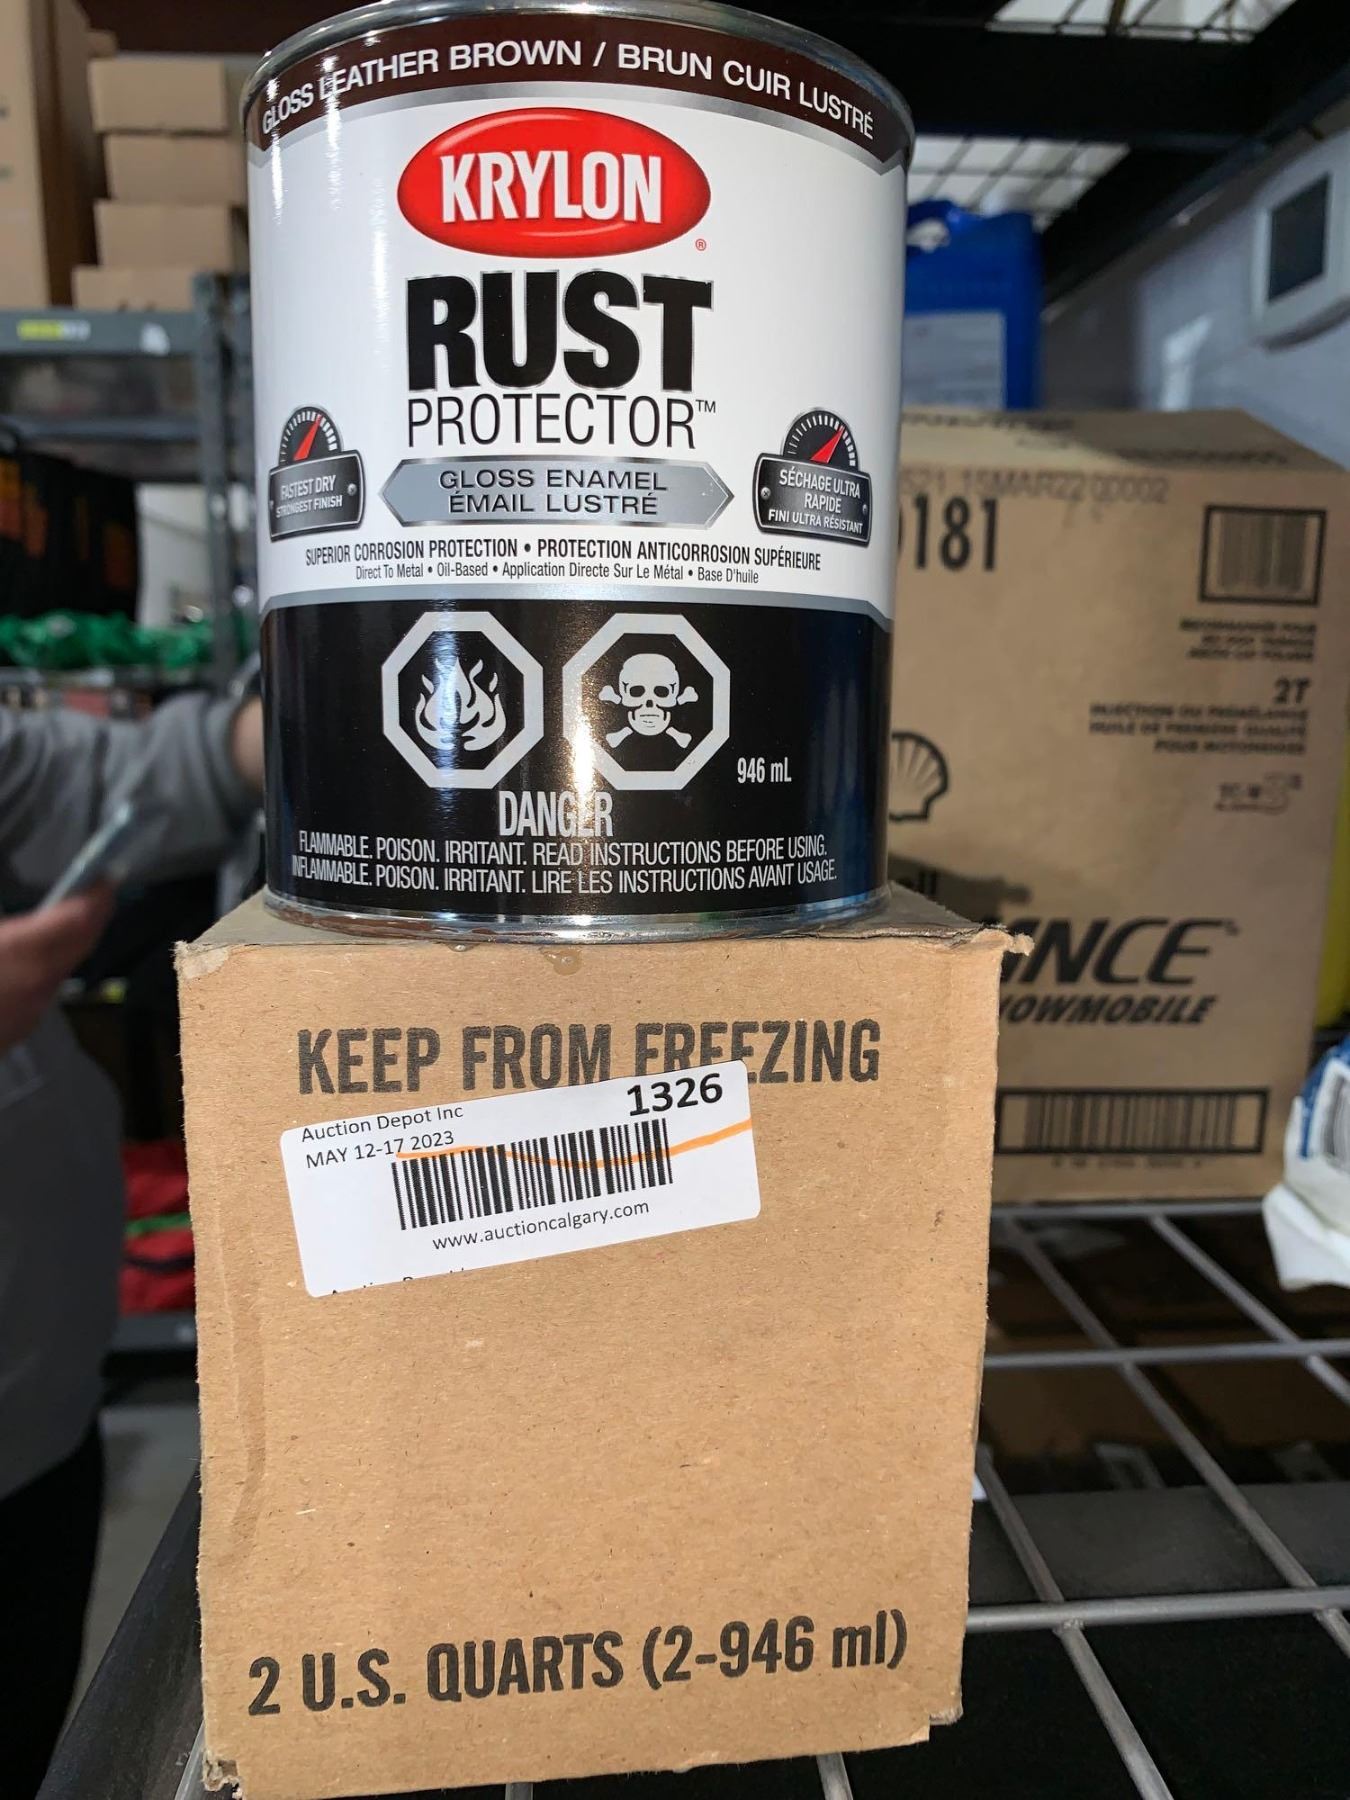 GLOSS LEATHER BROWN / BRUN CUIR LUSTRÉ
KRYLON®
RUST
PROTECTOR™
GLOSS ENAMEL
ÉMAIL LUSTRÉ
FASTEST DRY
STRONGEST FINISH
SÉCHAGE ULTRA
RAPIDE
FINI ULTRA RÉSISTANT
SUPERIOR CORROSION PROTECTION • PROTECTION ANTICORROSION SUPÉRIEURE
Direct To Metal • Oil-Based • Application Directe Sur Le Métal • Base D'huile
946 mL
DANGER
FLAMMABLE. POISON. IRRITANT. READ INSTRUCTIONS BEFORE USING.
INFLAMMABLE. POISON. IRRITANT. LIRE LES INSTRUCTIONS AVANT USAGE.
KEEP FROM FREEZING
Auction Depot Inc
1326
MAY 12-17 2023
www.auctioncalgary.com
2 U.S. QUARTS (2-946 ml)
15MAR22 00002
181
2T
NCE
OWMOBILE